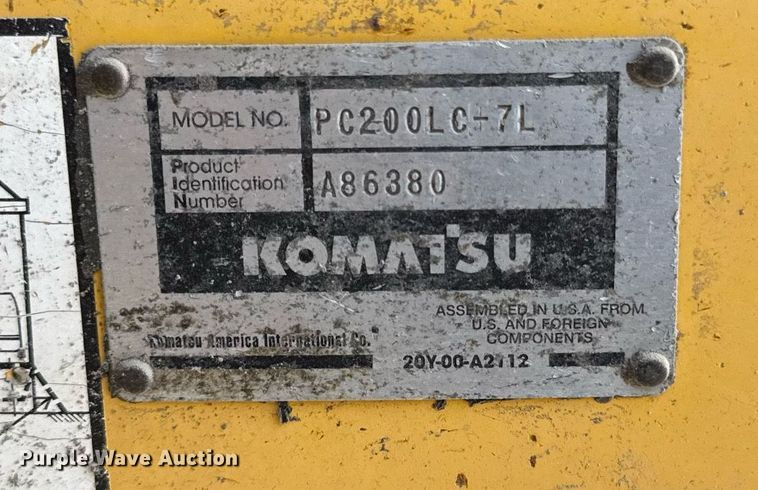 MODEL NO. PC200LC-7L
Product
Identification
Number
A86380
KOMATSU
ASSEMBLED IN U.S.A. FROM
U.S. AND FOREIGN
COMPONENTS
Komatsu America International Co.
20Y-00-A2112
Purple Wave Auction